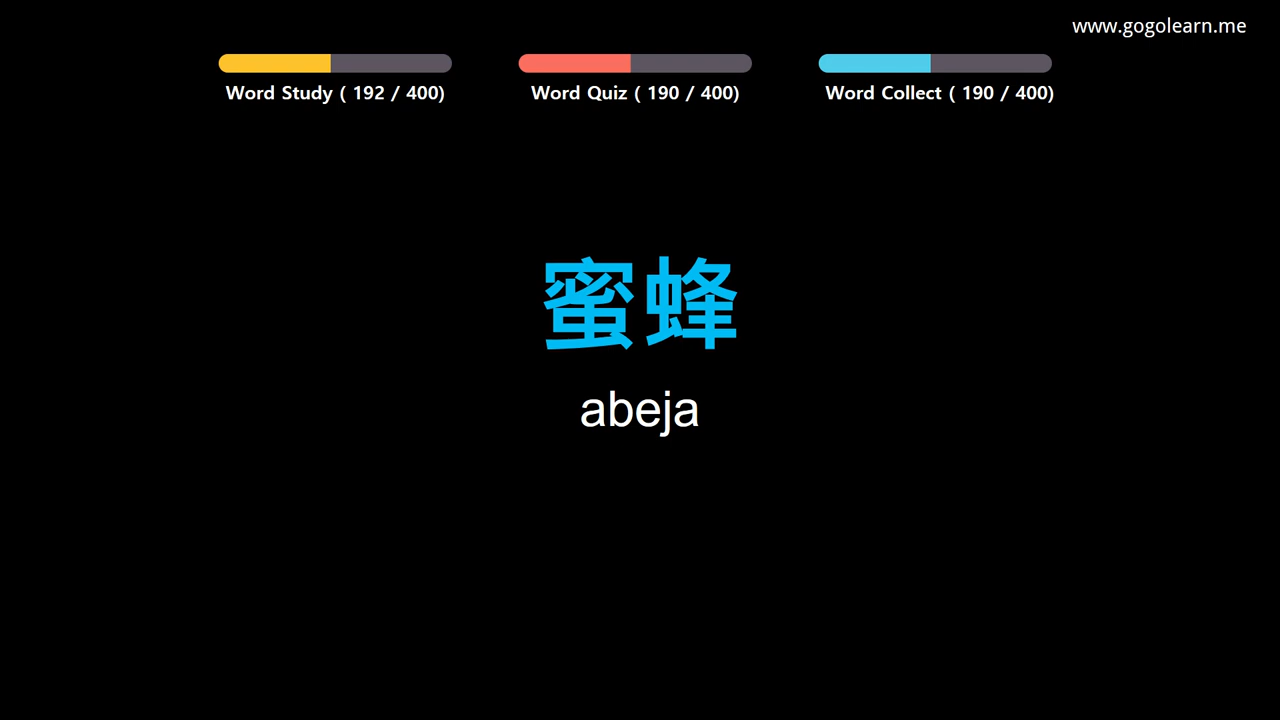 www.gogolearn.me
Word Study ( 192 / 400)
Word Quiz ( 190 / 400)
Word Collect ( 190 / 400)
蜜蜂
abeja